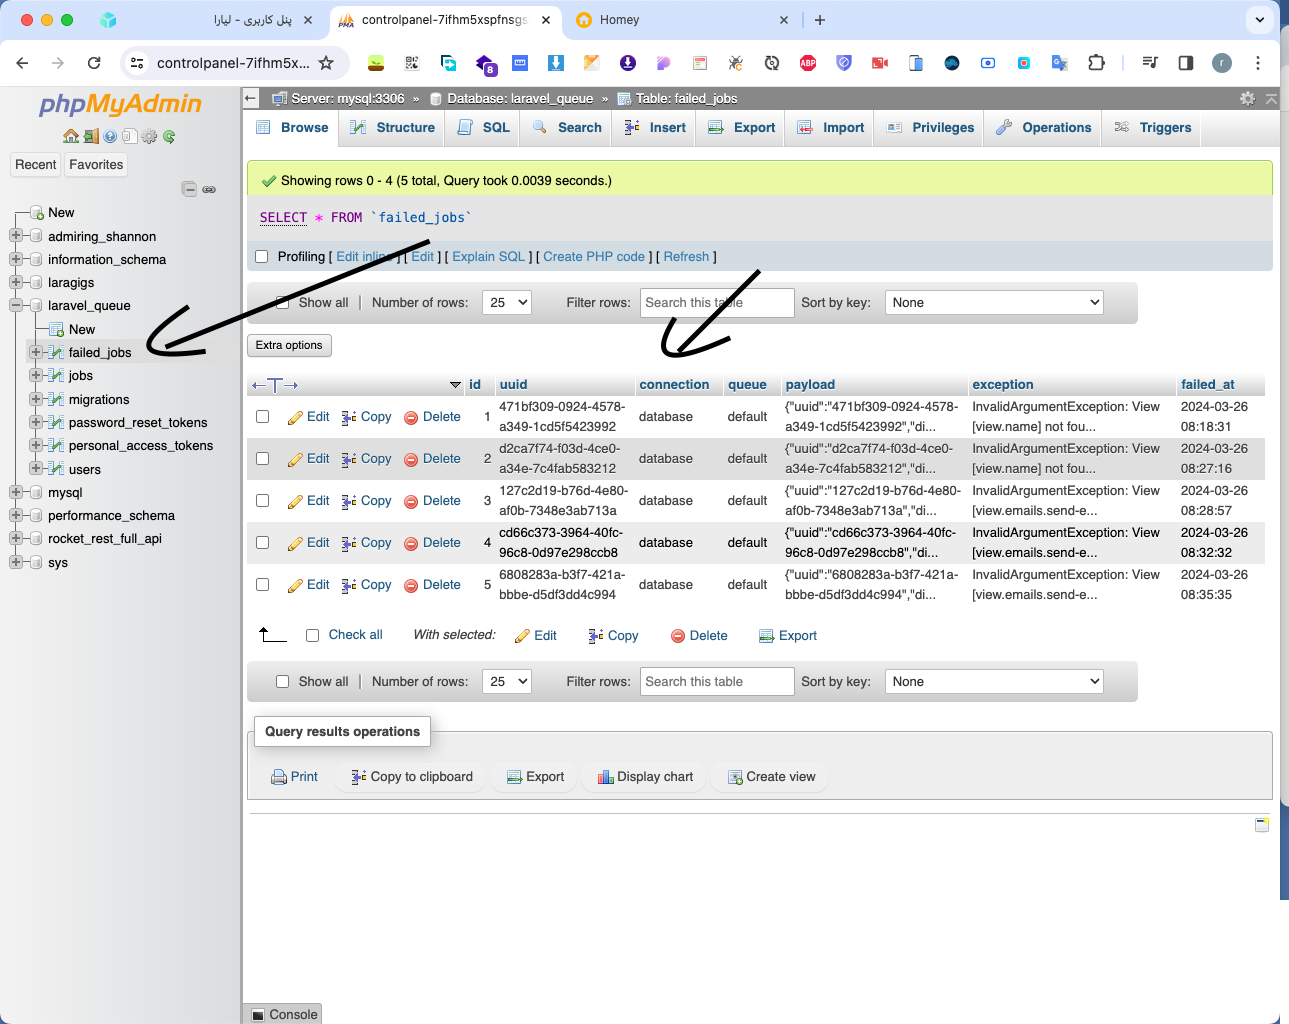 پنل کاربری - لیارا
controlpanel-7ifhm5xspfnsgs
Homey
controlpanel-7ifhm5x...
phpMyAdmin
Recent Favorites
New
admiring_shannon
information_schema
laragigs
laravel_queue
New
failed_jobs
jobs
migrations
password_reset_tokens
personal_access_tokens
users
mysql
performance_schema
rocket_rest_full_api
sys
Server: mysql:3306 » Database: laravel_queue » Table: failed_jobs
Browse Structure SQL Search Insert Export Import Privileges Operations Triggers
Showing rows 0 - 4 (5 total, Query took 0.0039 seconds.)
SELECT * FROM `failed_jobs`
Profiling [ Edit inline ] [ Edit ] [ Explain SQL ] [ Create PHP code ] [ Refresh ]
Show all | Number of rows: 25 Filter rows: Search this table Sort by key: None
Extra options
id uuid connection queue payload exception failed_at
Edit Copy Delete 1 471bf309-0924-4578-a349-1cd5f5423992 database default {"uuid":"471bf309-0924-4578-a349-1cd5f5423992","di... InvalidArgumentException: View [view.name] not fou... 2024-03-26 08:18:31
Edit Copy Delete 2 d2ca7f74-f03d-4ce0-a34e-7c4fab583212 database default {"uuid":"d2ca7f74-f03d-4ce0-a34e-7c4fab583212","di... InvalidArgumentException: View [view.name] not fou... 2024-03-26 08:27:16
Edit Copy Delete 3 127c2d19-b76d-4e80-af0b-7348e3ab713a database default {"uuid":"127c2d19-b76d-4e80-af0b-7348e3ab713a","di... InvalidArgumentException: View [view.emails.send-e... 2024-03-26 08:28:57
Edit Copy Delete 4 cd66c373-3964-40fc-96c8-0d97e298ccb8 database default {"uuid":"cd66c373-3964-40fc-96c8-0d97e298ccb8","di... InvalidArgumentException: View [view.emails.send-e... 2024-03-26 08:32:32
Edit Copy Delete 5 6808283a-b3f7-421a-bbbe-d5df3dd4c994 database default {"uuid":"6808283a-b3f7-421a-bbbe-d5df3dd4c994","di... InvalidArgumentException: View [view.emails.send-e... 2024-03-26 08:35:35
Check all With selected: Edit Copy Delete Export
Show all | Number of rows: 25 Filter rows: Search this table Sort by key: None
Query results operations
Print Copy to clipboard Export Display chart Create view
Console